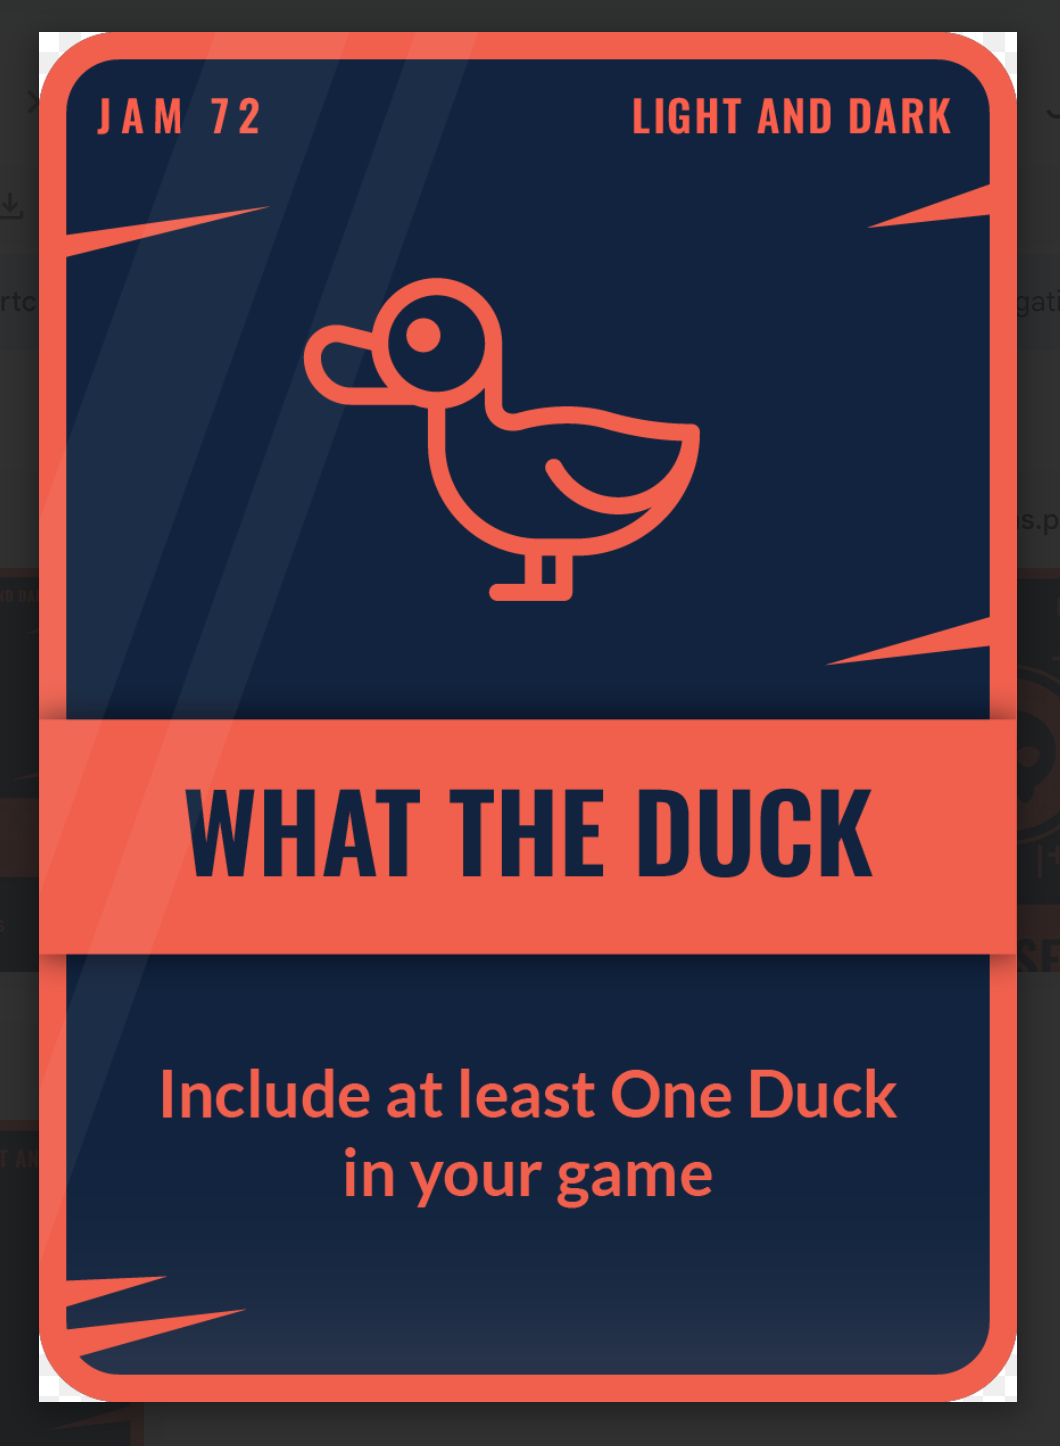 JAM 72
LIGHT AND DARK
WHAT THE DUCK
Include at least One Duck
in your game